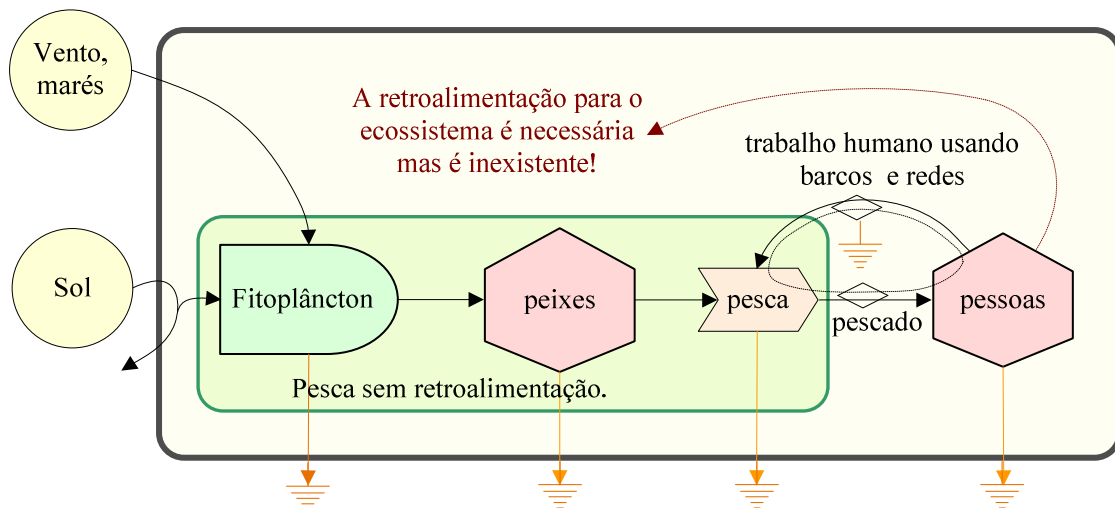 Vento,
marés
A retroalimentação para o
ecossistema é necessária
mas é inexistente!
trabalho humano usando
barcos e redes
Sol
Fitoplâncton
peixes
pesca
pessoas
pescado
Pesca sem retroalimentação.